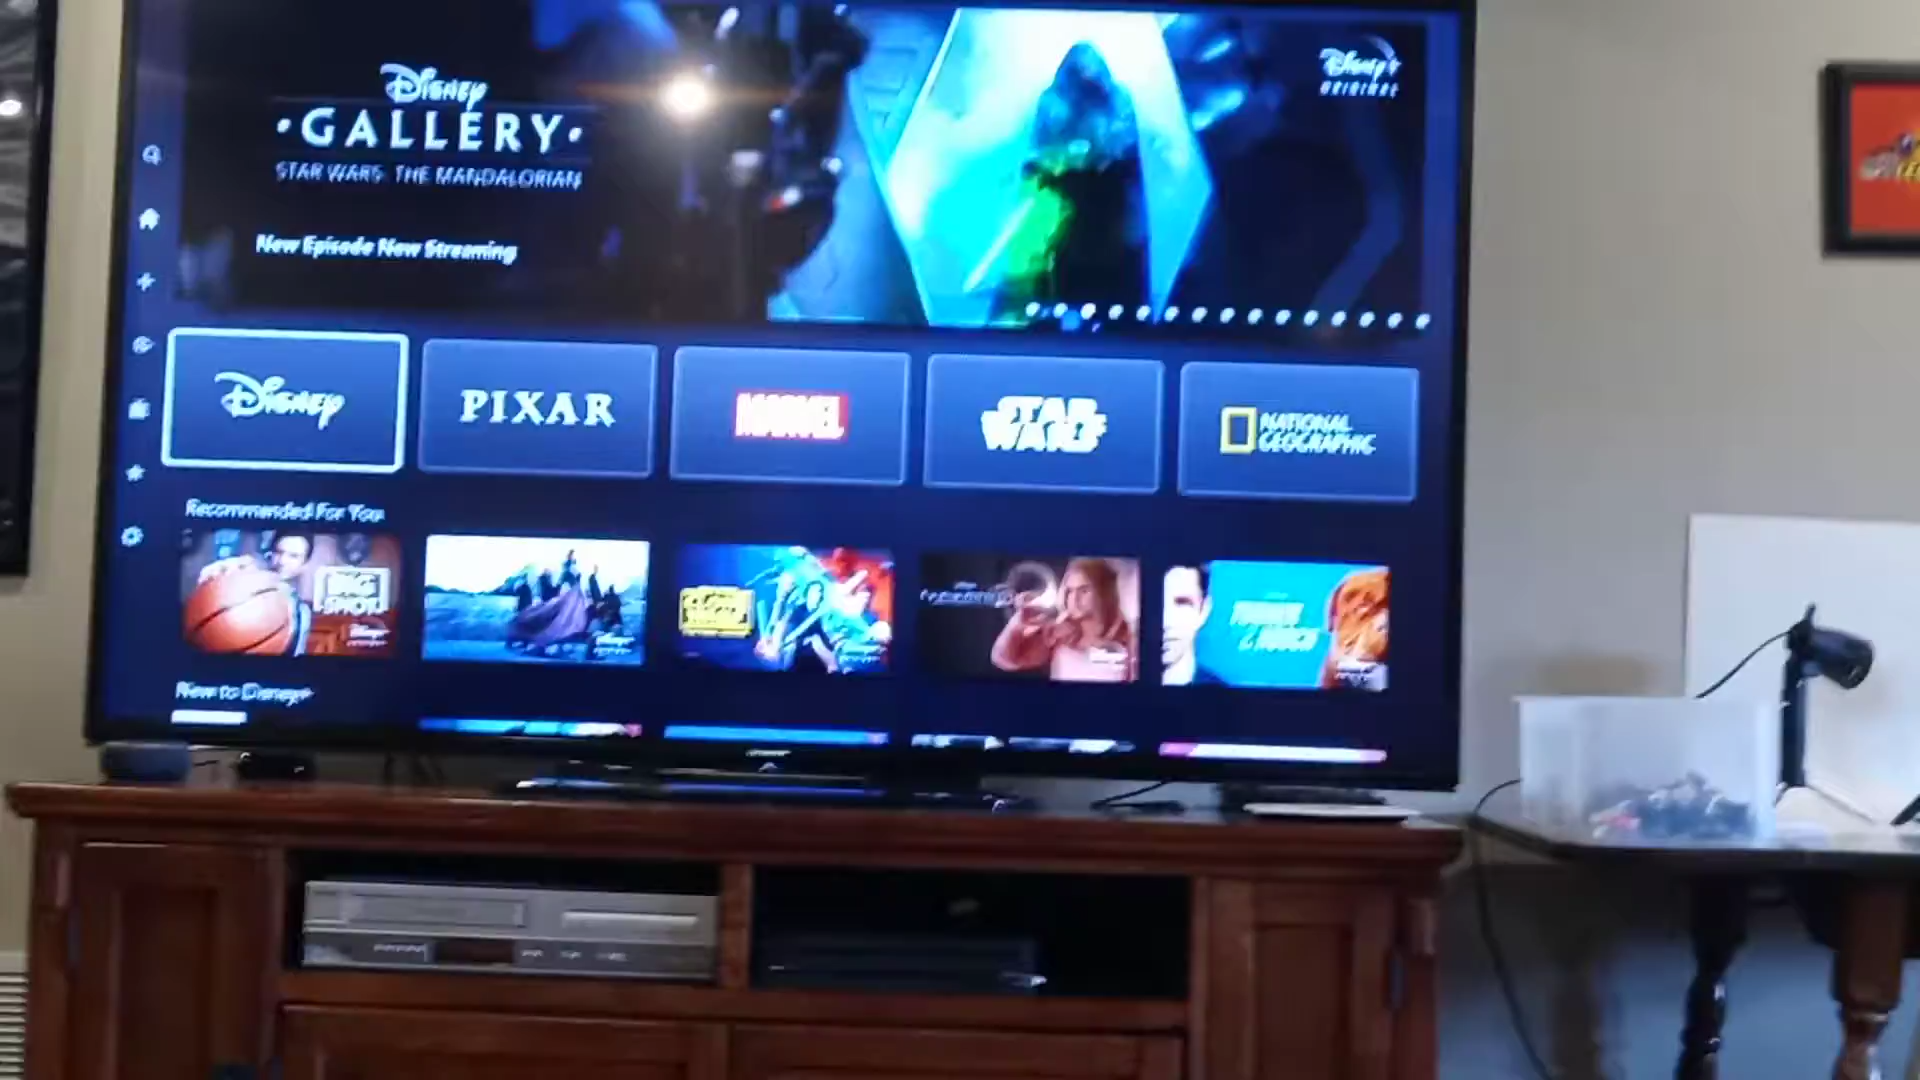 Disney
GALLERY
STAR WARS: THE MANDALORIAN
New Episode Now Streaming
Disney+
ORIGINAL
Disney
PIXAR
MARVEL
STAR
WARS
NATIONAL
GEOGRAPHIC
Recommended For You
BIG
SHOT
New to Disney+